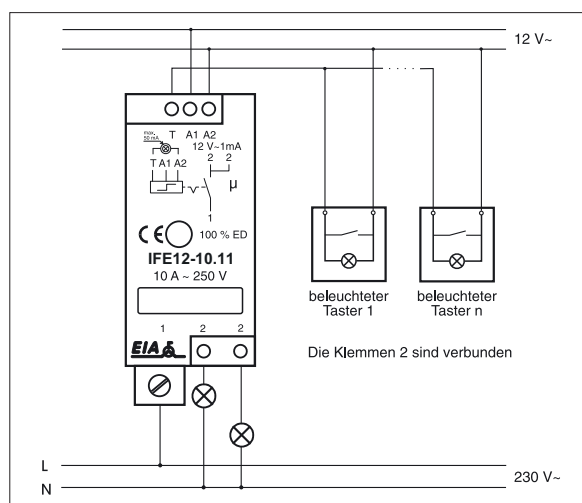 12 V~
T A1 A2
max. 50 mA
12 V~1mA
T A1 A2
2 2
µ
1
CE
100 % ED
IFE12-10.11
10 A ~ 250 V
1 2 2
EIA
beleuchteter
Taster 1
beleuchteter
Taster n
Die Klemmen 2 sind verbunden
L
N
230 V~